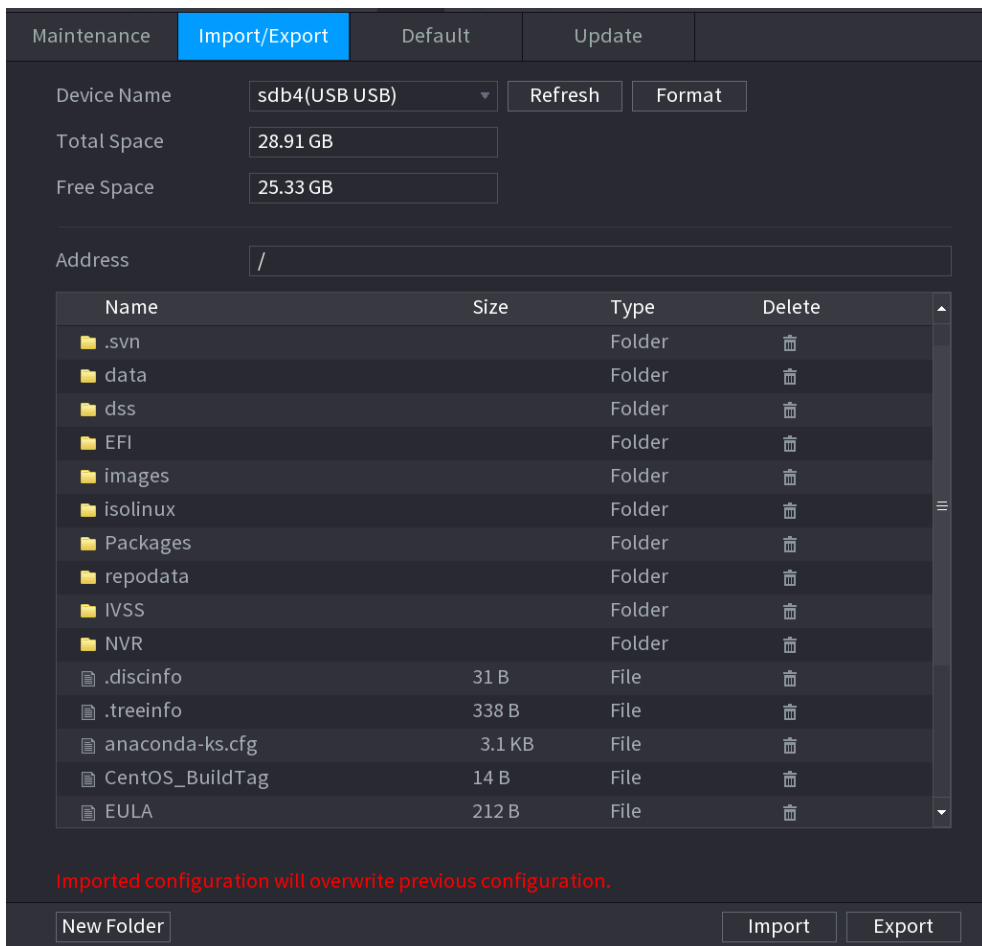 Maintenance Import/Export Default Update
Device Name sdb4(USB USB) Refresh Format
Total Space 28.91 GB
Free Space 25.33 GB
Address /
Name Size Type Delete
.svn Folder
data Folder
dss Folder
EFI Folder
images Folder
isolinux Folder
Packages Folder
repodata Folder
IVSS Folder
NVR Folder
.discinfo 31 B File
.treeinfo 338 B File
anaconda-ks.cfg 3.1 KB File
CentOS_BuildTag 14 B File
EULA 212 B File
Imported configuration will overwrite previous configuration.
New Folder Import Export